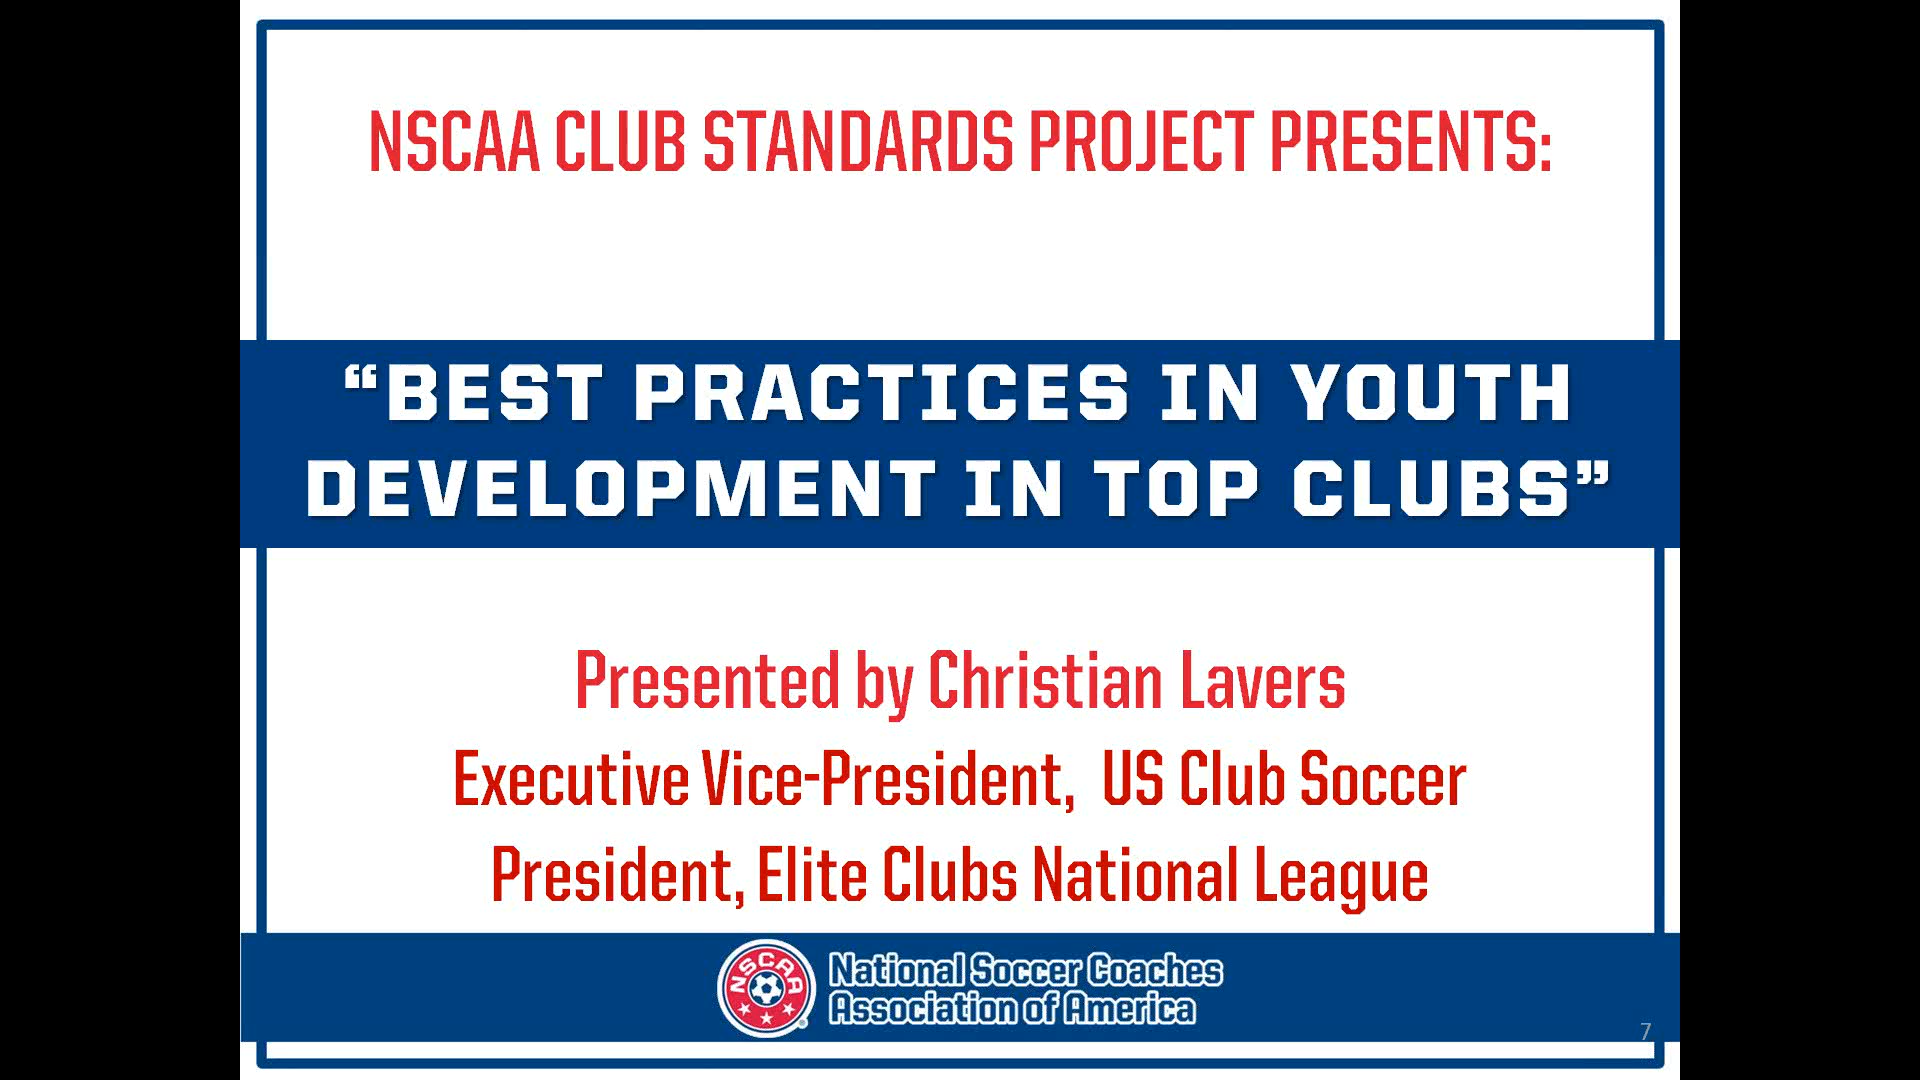 NSCAA CLUB STANDARDS PROJECT PRESENTS:
“BEST PRACTICES IN YOUTH
DEVELOPMENT IN TOP CLUBS”
Presented by Christian Lavers
Executive Vice-President, US Club Soccer
President, Elite Clubs National League
NSCAA
National Soccer Coaches
Association of America
7